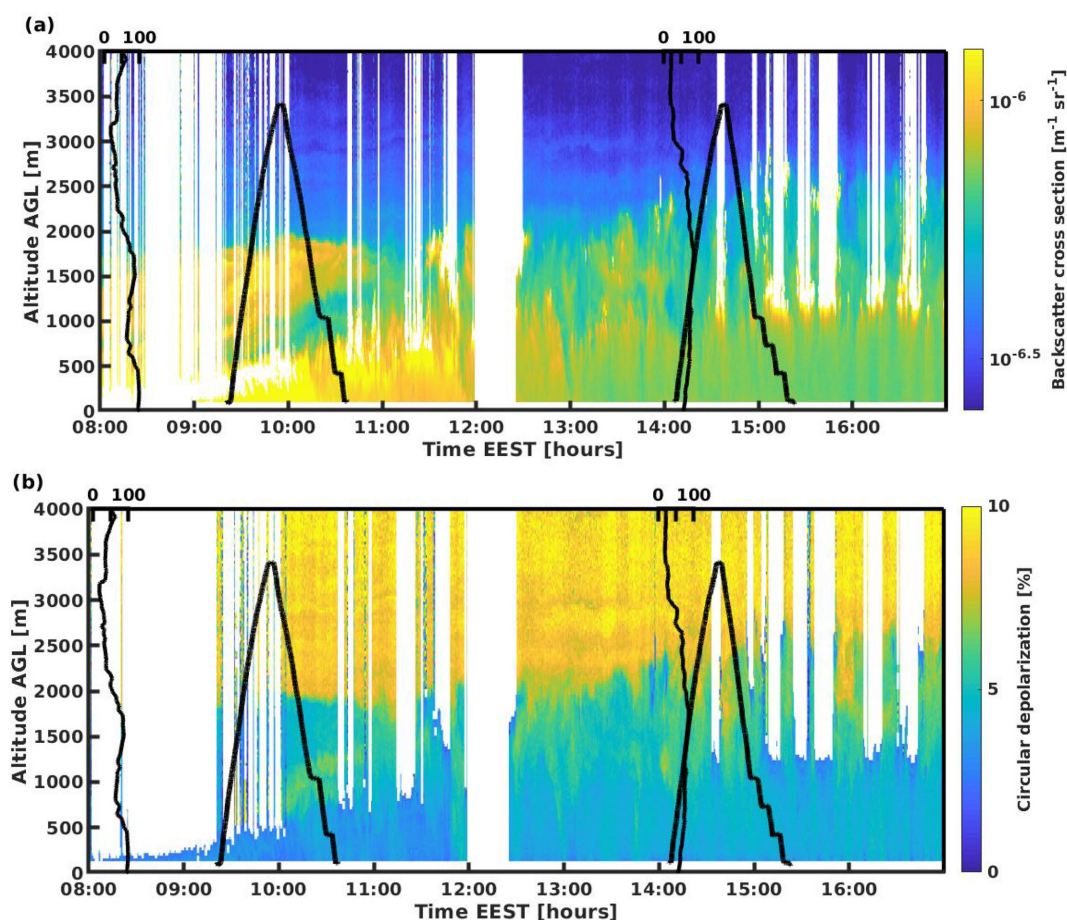 (a)
0 100
0 100
4000
3500
3000
2500
2000
1500
1000
500
0
Altitude AGL [m]
08:00 09:00 10:00 11:00 12:00 13:00 14:00 15:00 16:00
Time EEST [hours]
10-6
10-6.5
Backscatter cross section [m-1 sr-1]
(b)
0 100
0 100
4000
3500
3000
2500
2000
1500
1000
500
0
Altitude AGL [m]
08:00 09:00 10:00 11:00 12:00 13:00 14:00 15:00 16:00
Time EEST [hours]
10
5
0
Circular depolarization [%]